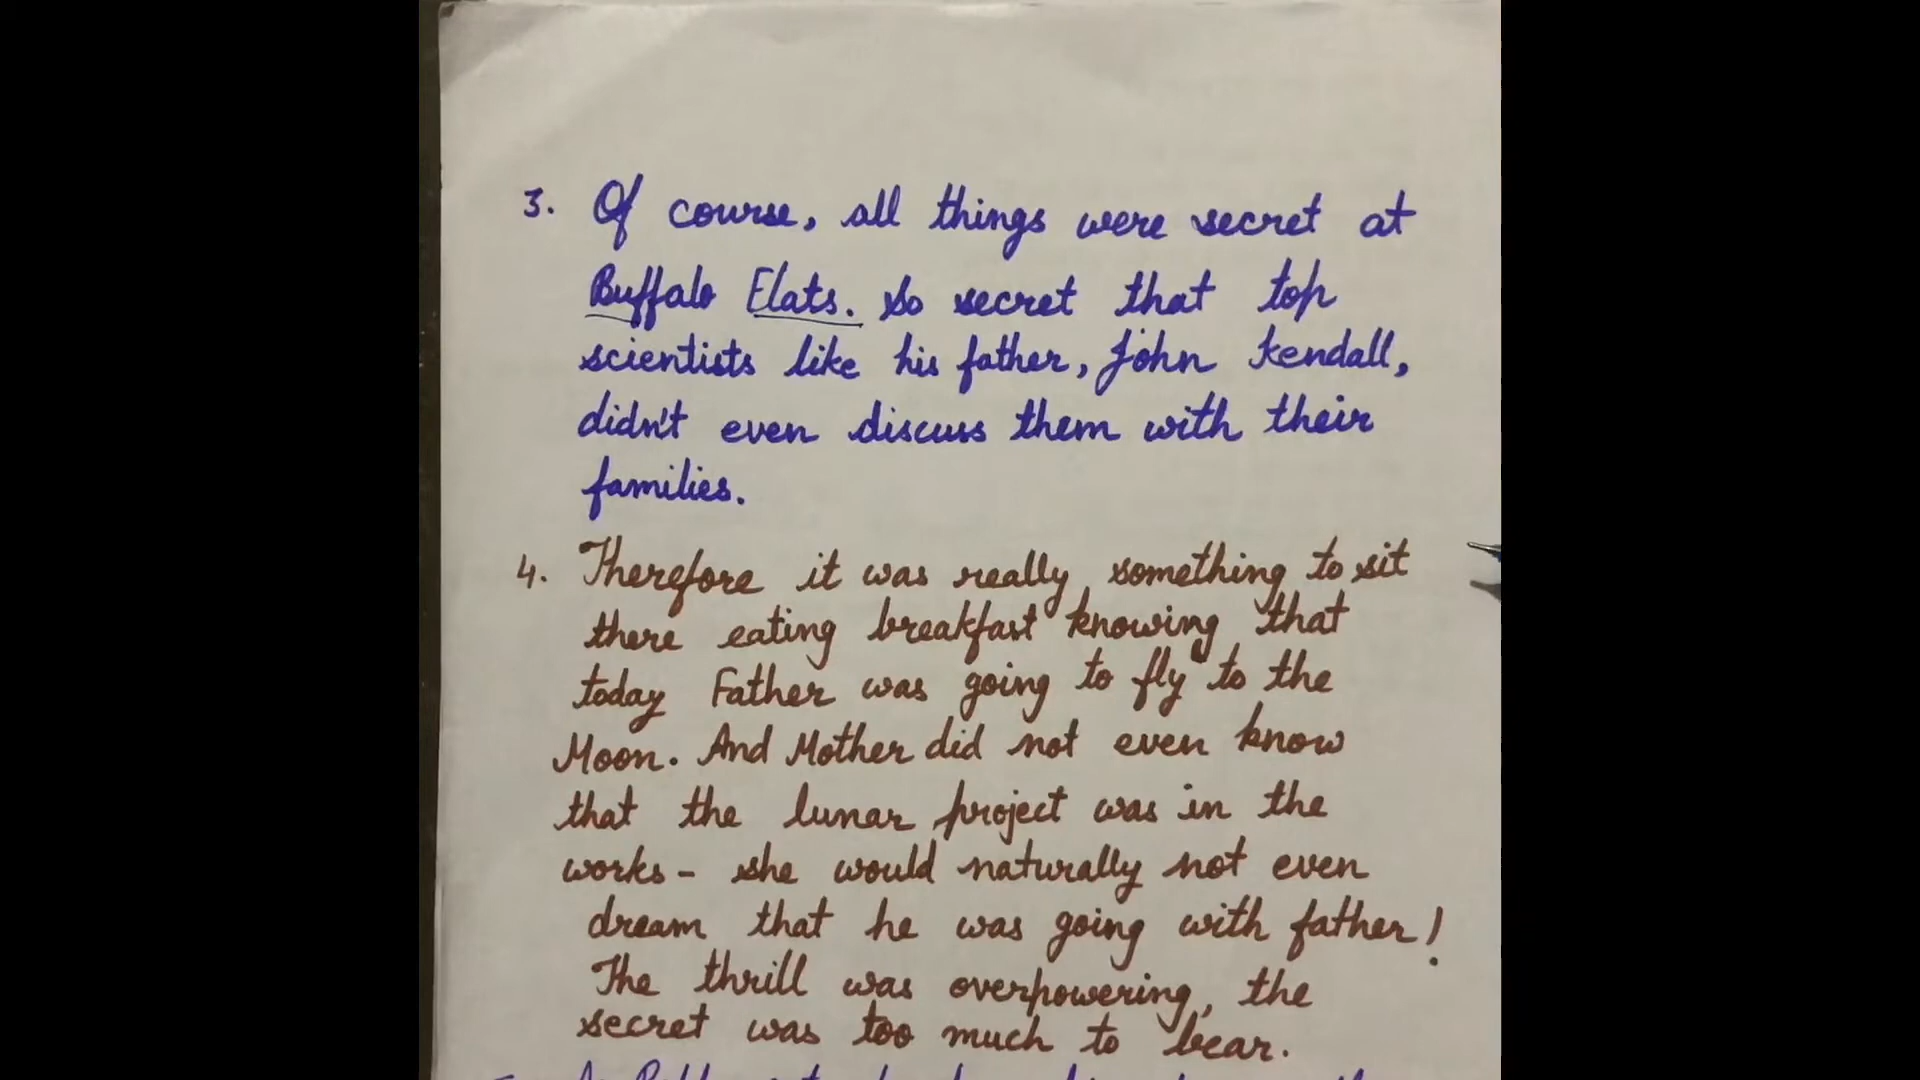 3. Of course, all things were secret at
Buffalo Flats. So secret that top
scientists like his father, John Kendall,
didn't even discuss them with their
families.
4. Therefore it was really something to sit
there eating breakfast knowing that
today Father was going to fly to the
Moon. And Mother did not even know
that the lunar project was in the
works - she would naturally not even
dream that he was going with father!
The thrill was overpowering, the
secret was too much to bear.